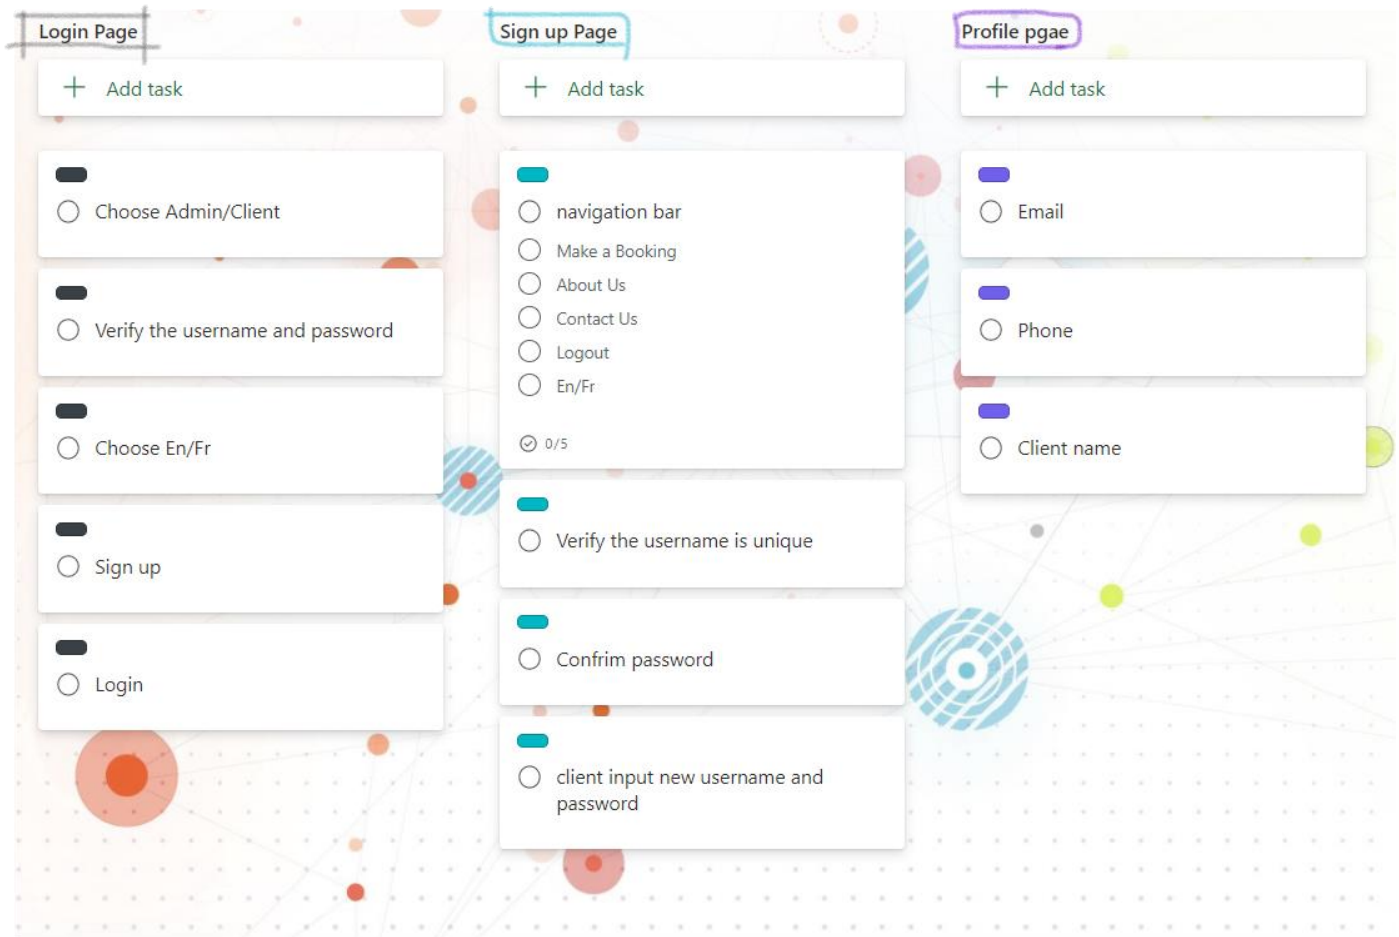 Login Page
Add task
Choose Admin/Client
Verify the username and password
Choose En/Fr
Sign up
Login
Sign up Page
Add task
navigation bar
Make a Booking
About Us
Contact Us
Logout
En/Fr
0/5
Verify the username is unique
Confrim password
client input new username and
password
Profile pgae
Add task
Email
Phone
Client name